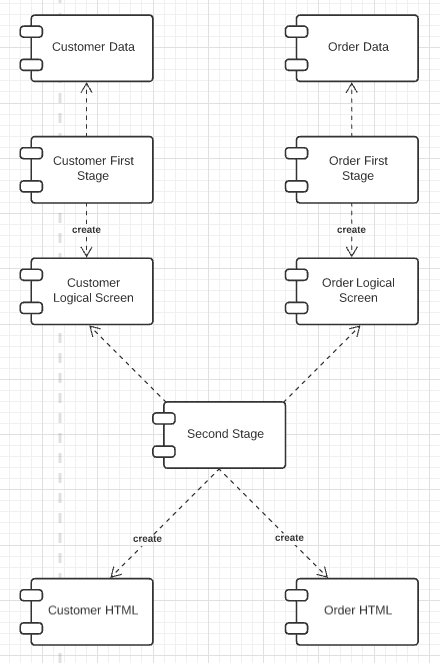 Customer Data
Order Data
Customer First
Stage
Order First
Stage
create
create
Customer
Logical Screen
Order Logical
Screen
Second Stage
create
create
Customer HTML
Order HTML